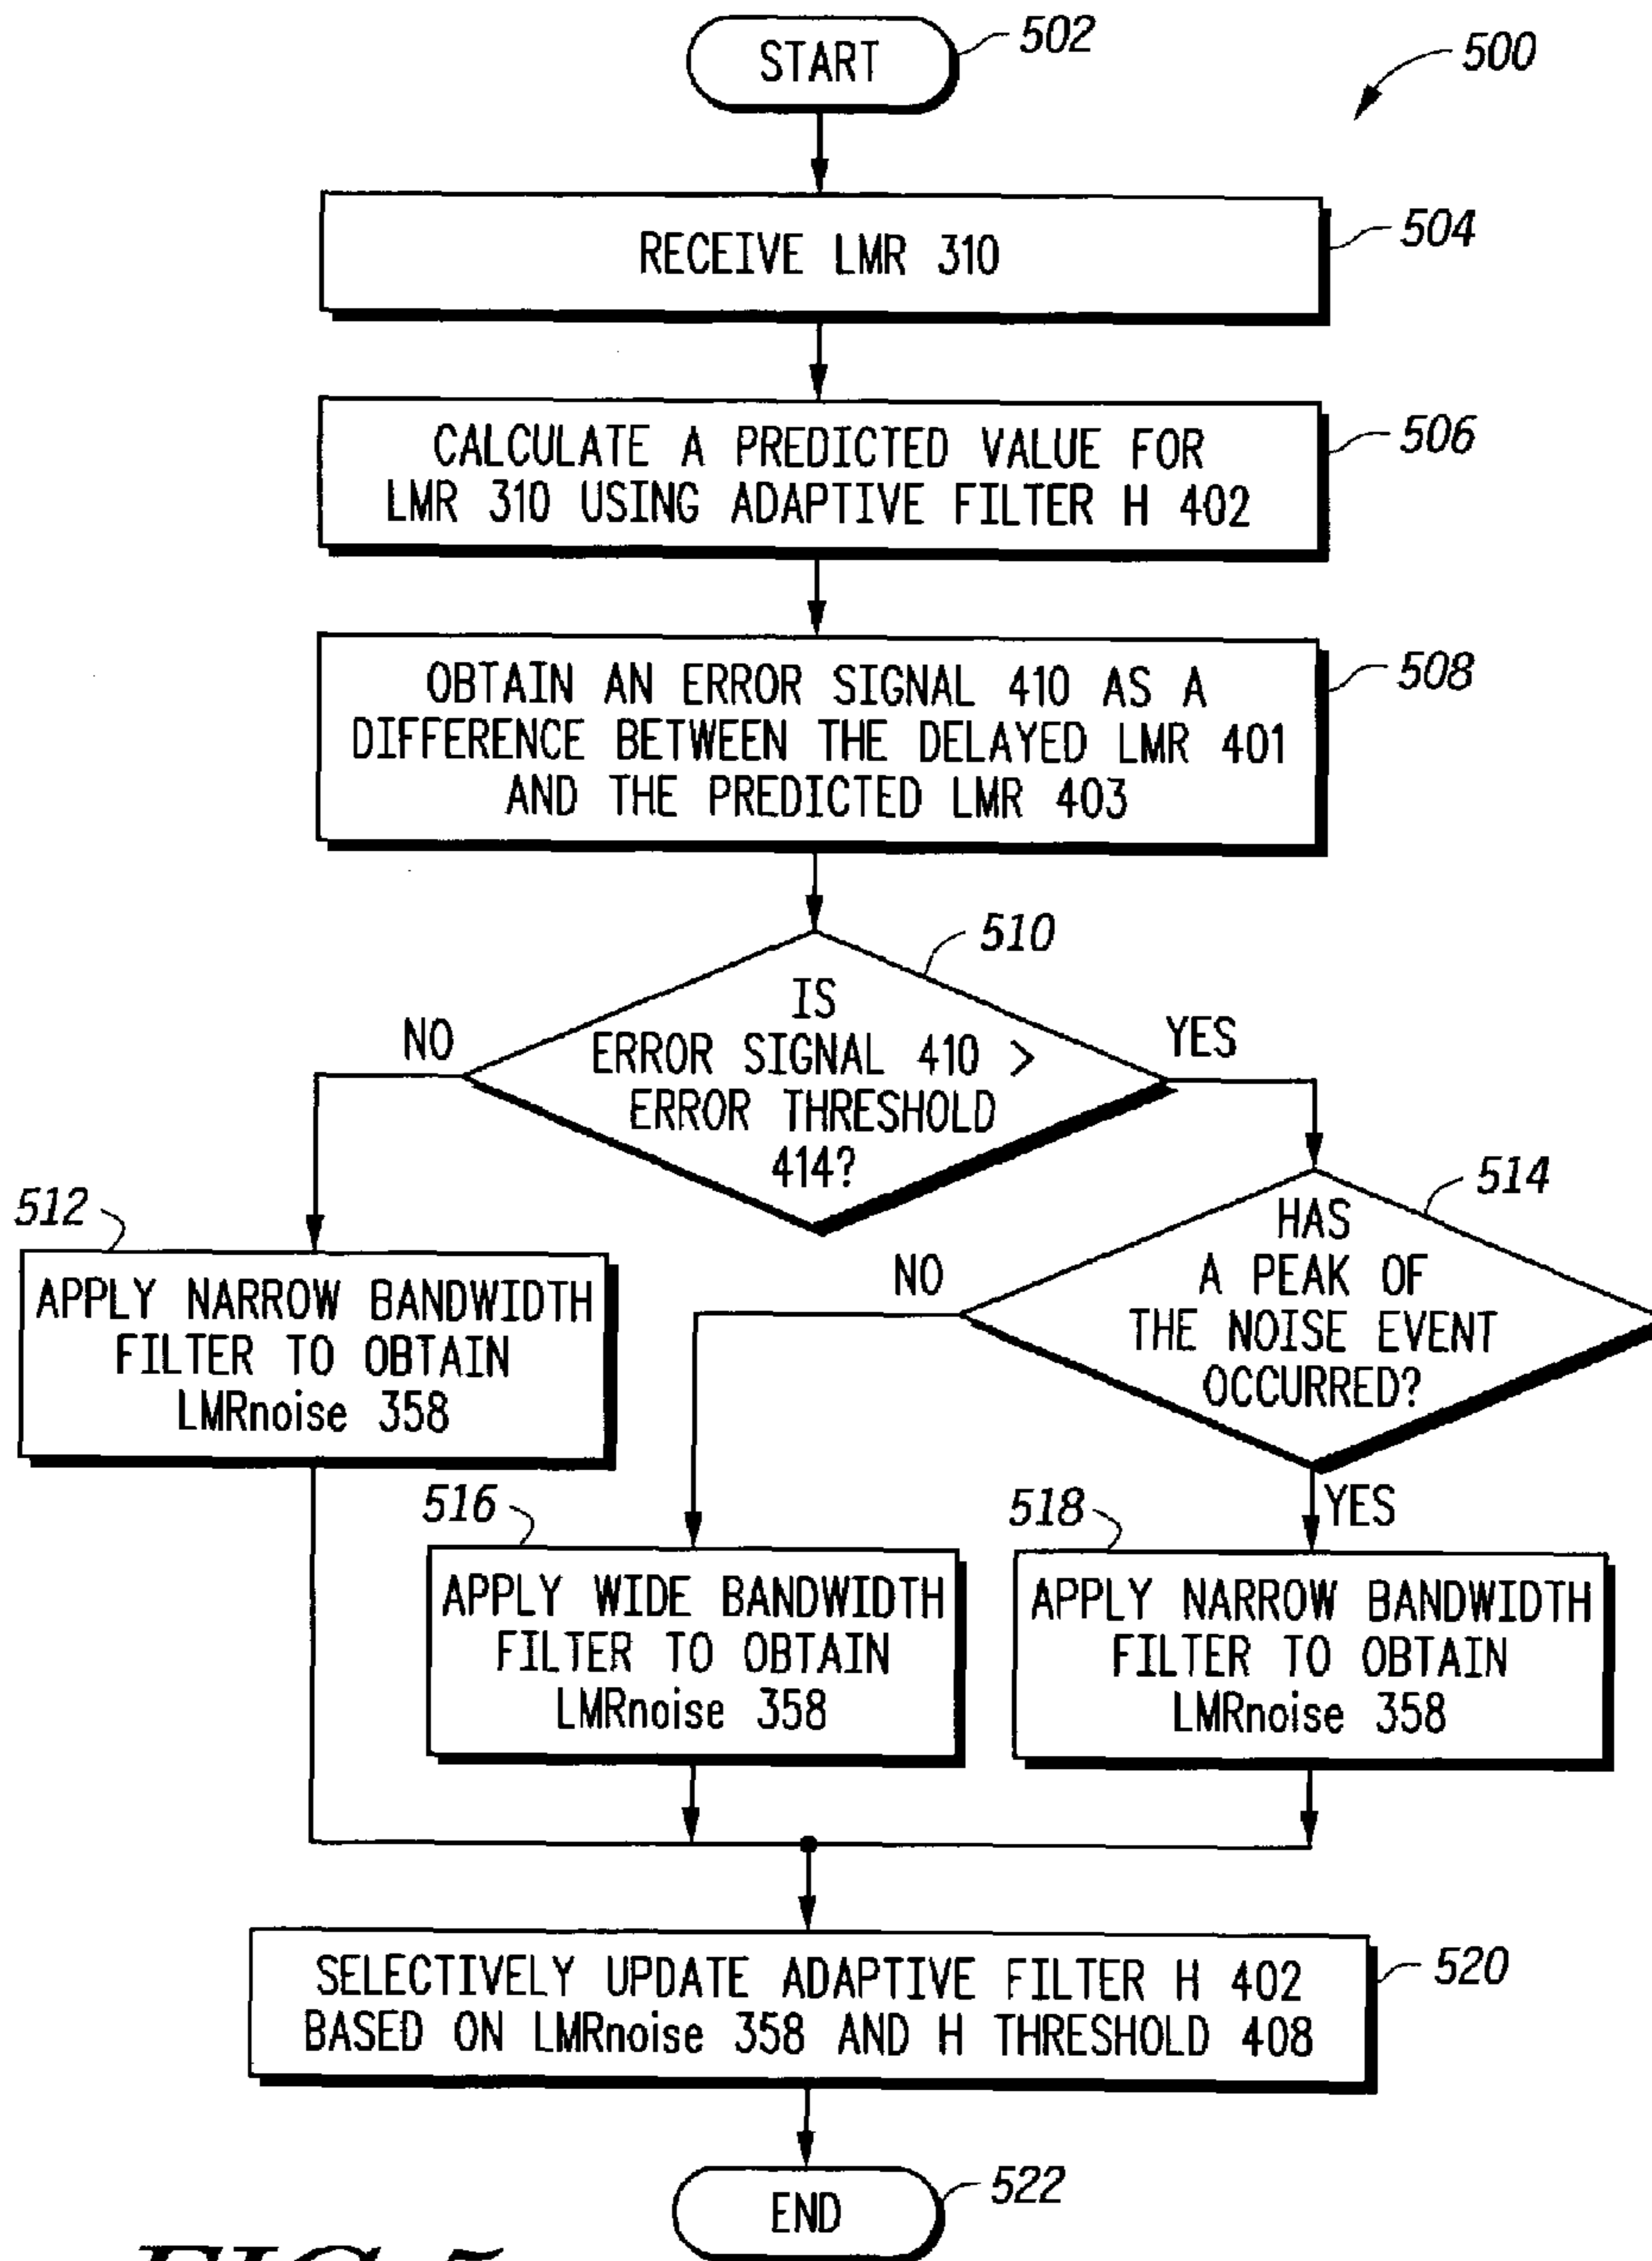 START
502
500
RECEIVE LMR 310
504
CALCULATE A PREDICTED VALUE FOR
LMR 310 USING ADAPTIVE FILTER H 402
506
OBTAIN AN ERROR SIGNAL 410 AS A
DIFFERENCE BETWEEN THE DELAYED LMR 401
AND THE PREDICTED LMR 403
508
510
IS
ERROR SIGNAL 410 >
ERROR THRESHOLD
414?
NO
YES
514
HAS
A PEAK OF
THE NOISE EVENT
OCCURRED?
NO
YES
512
APPLY NARROW BANDWIDTH
FILTER TO OBTAIN
LMRnoise 358
516
APPLY WIDE BANDWIDTH
FILTER TO OBTAIN
LMRnoise 358
518
APPLY NARROW BANDWIDTH
FILTER TO OBTAIN
LMRnoise 358
SELECTIVELY UPDATE ADAPTIVE FILTER H 402
BASED ON LMRnoise 358 AND H THRESHOLD 408
520
END
522